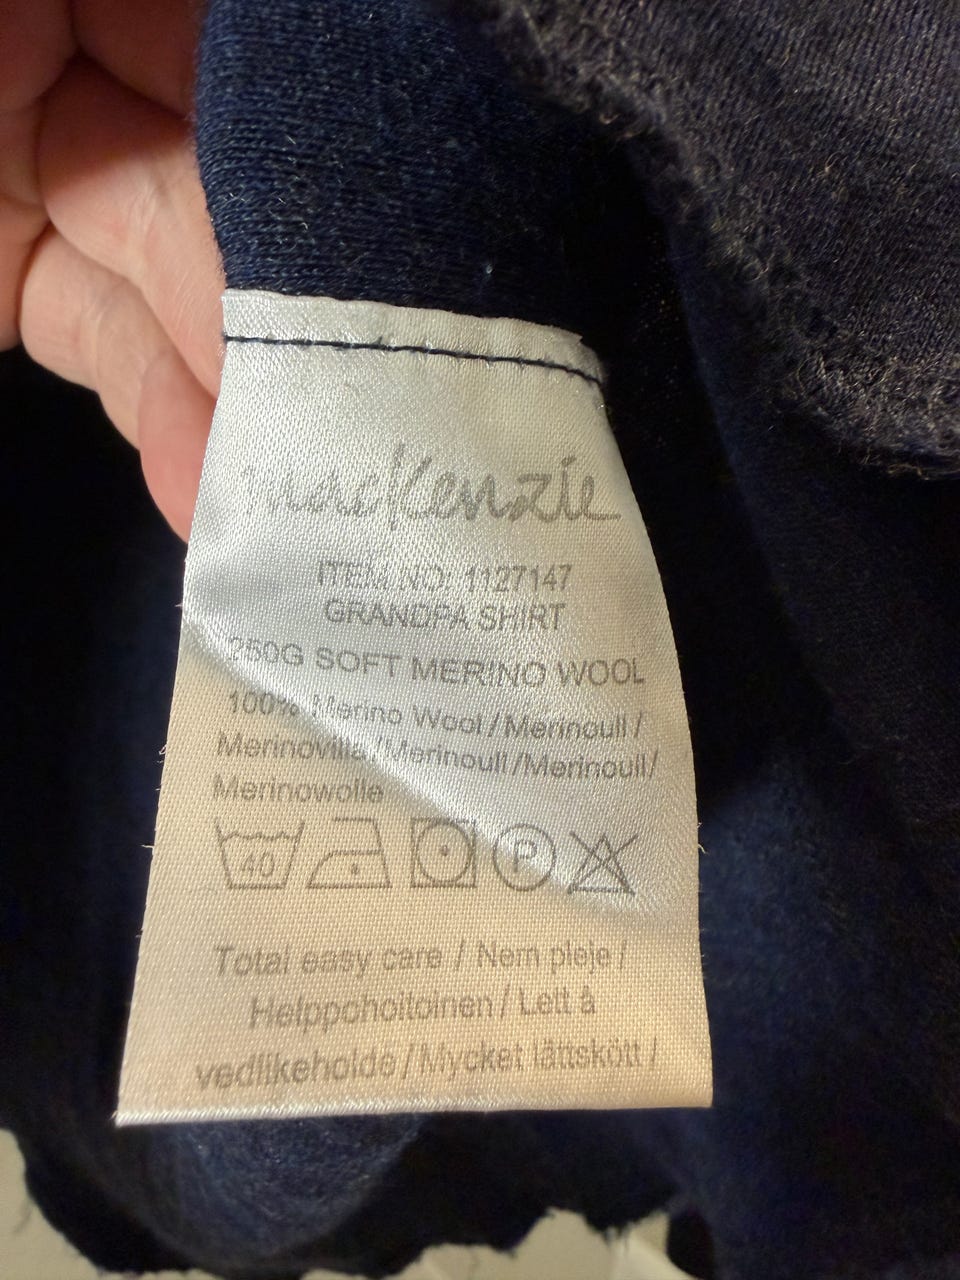 macKenzie
ITEM NO: 1127147
GRANDPA SHIRT
250G SOFT MERINO WOOL
100% Merino Wool/Merinoull/
Merinovilla/Merinoull/Merinoull/
Merinowolle
40 P
Total easy care / Nem pleje /
Helppohoitoinen / Lett å
vedlikeholde / Mycket lättskött /